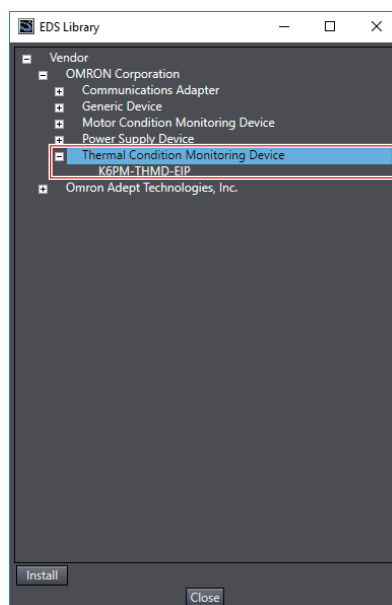 EDS Library
Vendor
OMRON Corporation
Communications Adapter
Generic Device
Motor Condition Monitoring Device
Power Supply Device
Thermal Condition Monitoring Device
K6PM-THMD-EIP
Omron Adept Technologies, Inc.
Install
Close